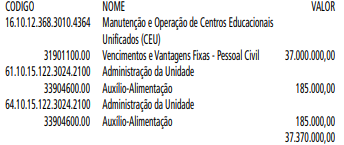 CODIGO NOME VALOR
16.10.12.368.3010.4364 Manutenção e Operação de Centros Educacionais
Unificados (CEU)
31901100.00 Vencimentos e Vantagens Fixas - Pessoal Civil 37.000.000,00
61.10.15.122.3024.2100 Administração da Unidade
33904600.00 Auxílio-Alimentação 185.000,00
64.10.15.122.3024.2100 Administração da Unidade
33904600.00 Auxílio-Alimentação 185.000,00
37.370.000,00